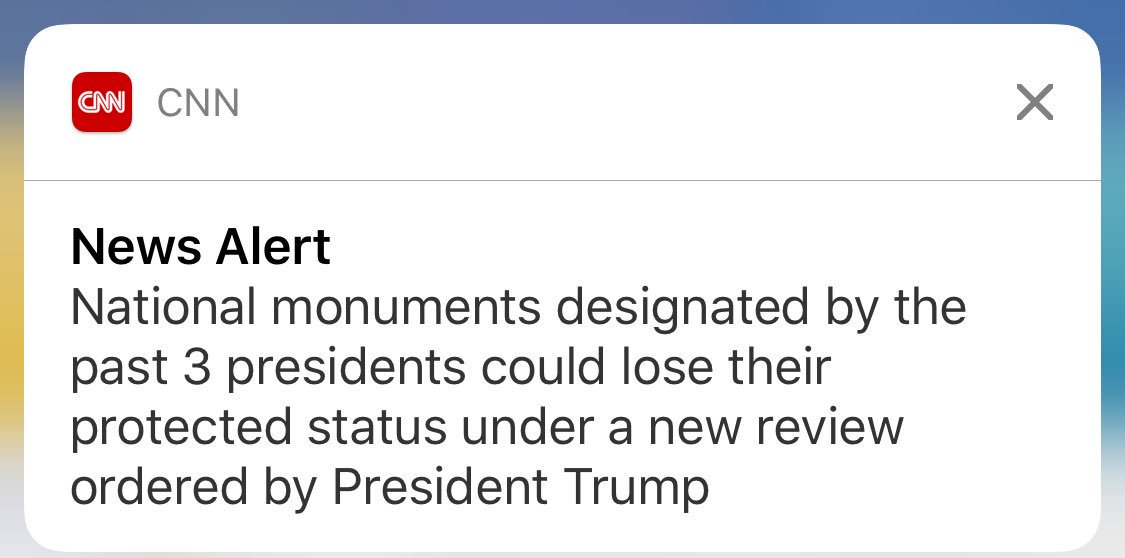 CNN CNN
News Alert
National monuments designated by the
past 3 presidents could lose their
protected status under a new review
ordered by President Trump